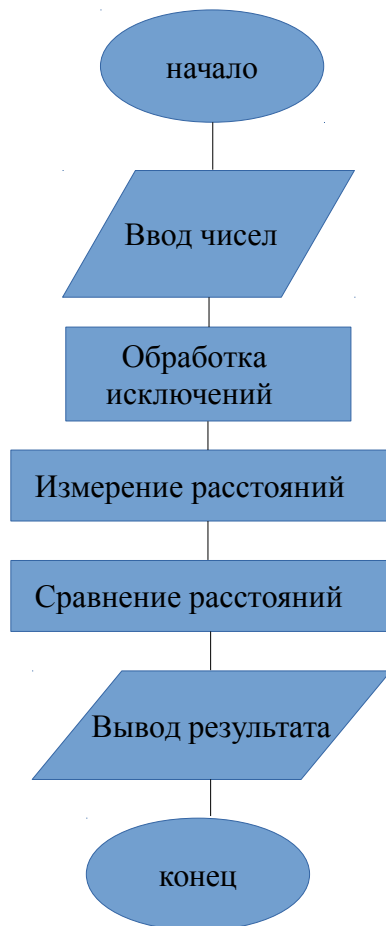 начало
Ввод чисел
Обработка
исключений
Измерение расстояний
Сравнение расстояний
Вывод результата
конец